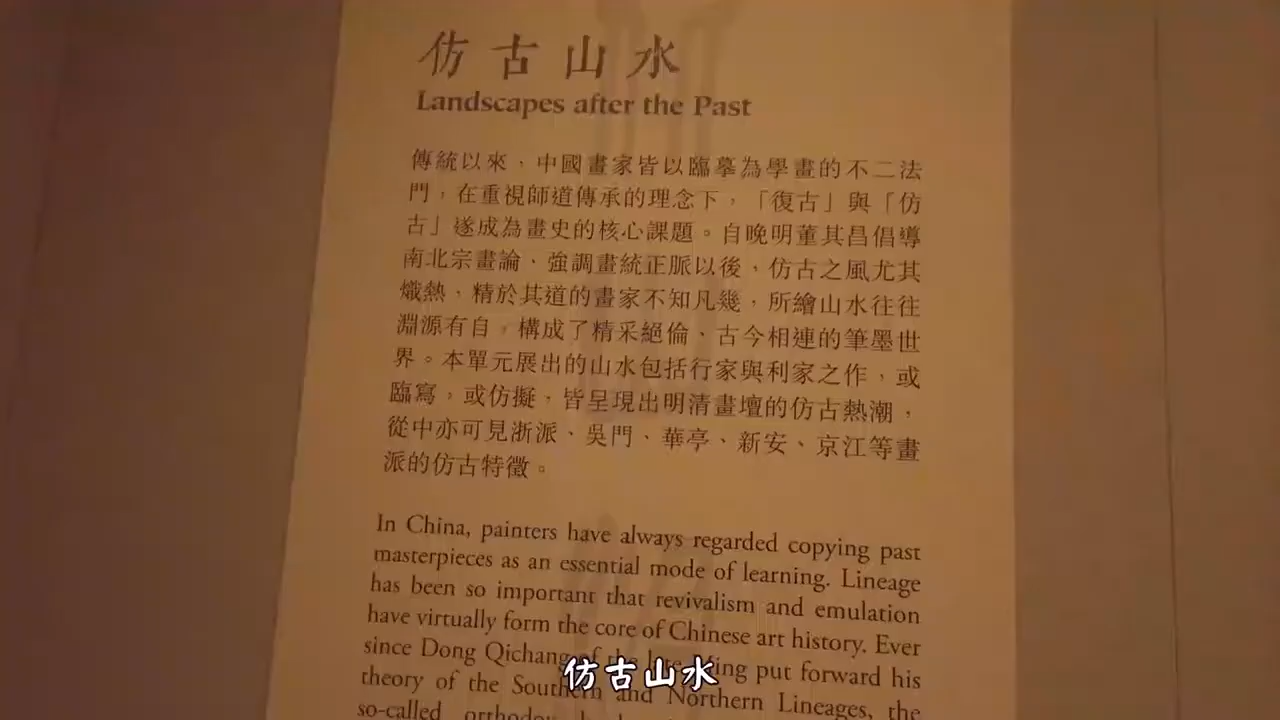 仿古山水
Landscapes after the Past
傳統以來，中國畫家皆以臨摹為學畫的不二法
門，在重視師道傳承的理念下，「復古」與「仿
古」遂成為畫史的核心課題。自晚明董其昌倡導
南北宗畫論、強調畫統正脈以後，仿古之風尤其
熾熱，精於其道的畫家不知凡幾，所繪山水往往
淵源有自，構成了精采絕倫、古今相連的筆墨世
界。本單元展出的山水包括行家與利家之作，或
臨寫，或仿擬，皆呈現出明清畫壇的仿古熱潮，
從中亦可見浙派、吳門、華亭、新安、京江等畫
派的仿古特徵。
In China, painters have always regarded copying past
masterpieces as an essential mode of learning. Lineage
has been so important that revivalism and emulation
have virtually form the core of Chinese art history. Ever
since Dong Qichang of the late Ming put forward his
theory of the Southern and Northern Lineages, the
so-called
仿古山水